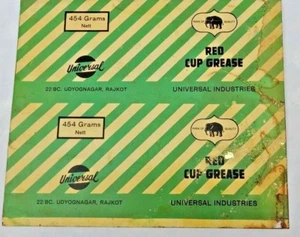 454 Grams
Nett
Universal
RED
CUP GREASE
22 BC, UDYOGNAGAR, RAJKOT
UNIVERSAL INDUSTRIES
454 Grams
Nett
Universal
RED
CUP GREASE
22 BC, UDYOGNAGAR, RAJKOT
UNIVERSAL INDUSTRIES